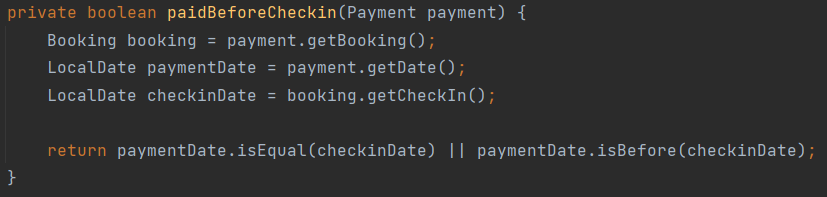 private boolean paidBeforeCheckin(Payment payment) {
    Booking booking = payment.getBooking();
    LocalDate paymentDate = payment.getDate();
    LocalDate checkinDate = booking.getCheckIn();

    return paymentDate.isEqual(checkinDate) || paymentDate.isBefore(checkinDate);
}